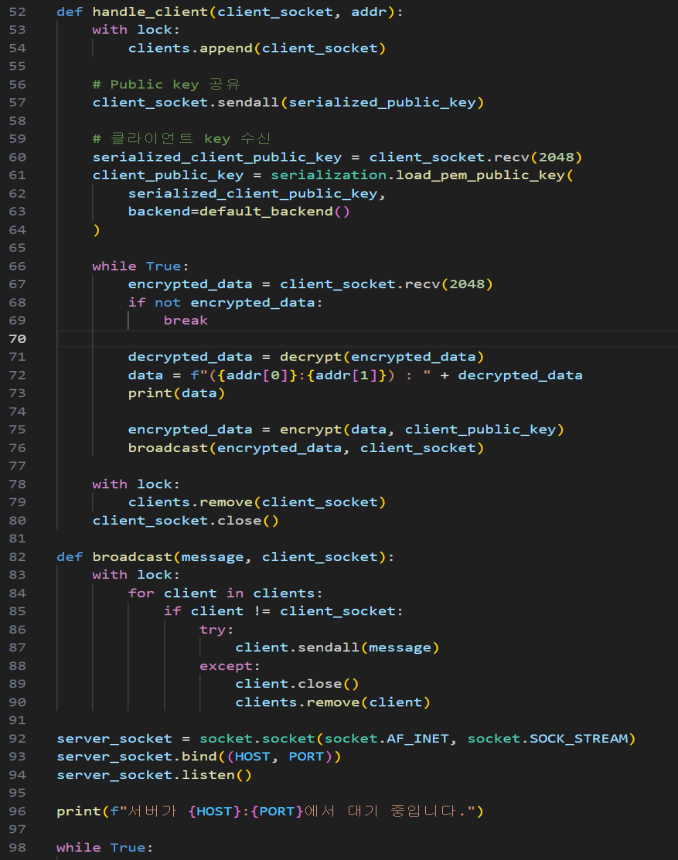 52 def handle_client(client_socket, addr):
53     with lock:
54         clients.append(client_socket)
55
56     # Public key 공유
57     client_socket.sendall(serialized_public_key)
58
59     # 클라이언트 key 수신
60     serialized_client_public_key = client_socket.recv(2048)
61     client_public_key = serialization.load_pem_public_key(
62         serialized_client_public_key,
63         backend=default_backend()
64     )
65
66     while True:
67         encrypted_data = client_socket.recv(2048)
68         if not encrypted_data:
69             break
70
71         decrypted_data = decrypt(encrypted_data)
72         data = f"({addr[0]}:{addr[1]}) : " + decrypted_data
73         print(data)
74
75         encrypted_data = encrypt(data, client_public_key)
76         broadcast(encrypted_data, client_socket)
77
78     with lock:
79         clients.remove(client_socket)
80     client_socket.close()
81
82 def broadcast(message, client_socket):
83     with lock:
84         for client in clients:
85             if client != client_socket:
86                 try:
87                     client.sendall(message)
88                 except:
89                     client.close()
90                     clients.remove(client)
91
92 server_socket = socket.socket(socket.AF_INET, socket.SOCK_STREAM)
93 server_socket.bind((HOST, PORT))
94 server_socket.listen()
95
96 print(f"서버가 {HOST}:{PORT}에서 대기 중입니다.")
97
98 while True: